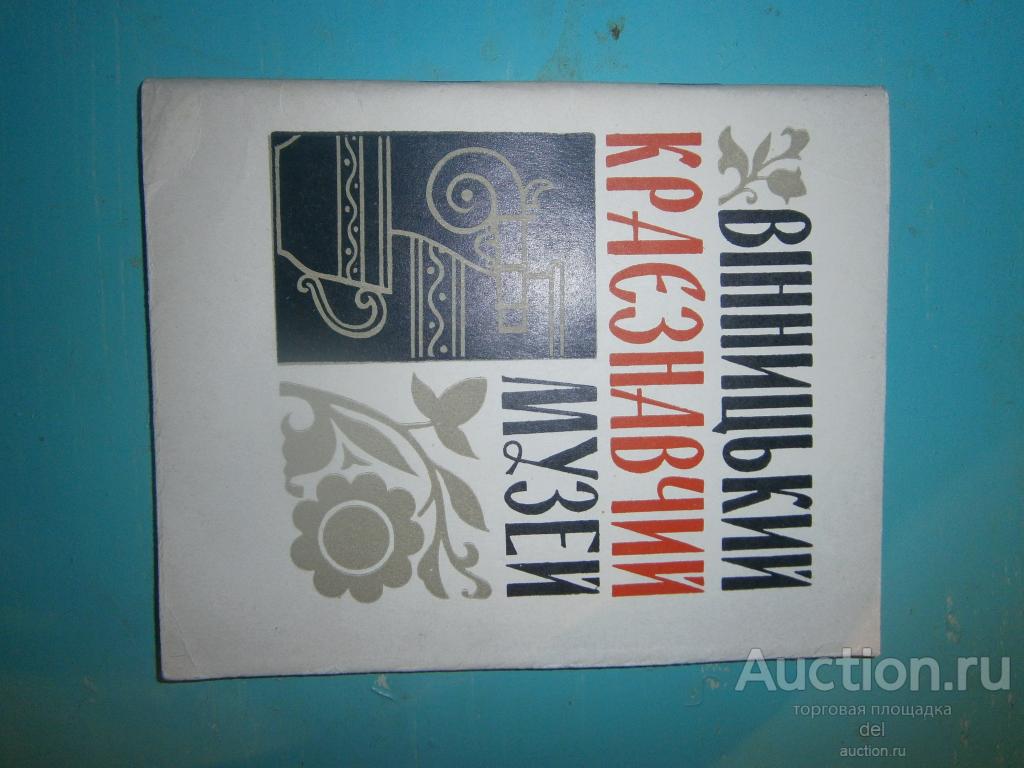 ВІННИЦЬКИЙ
КРАЄЗНАВЧИЙ
МУЗЕЙ
Auction.ru
торговая площадка
del
auction.ru